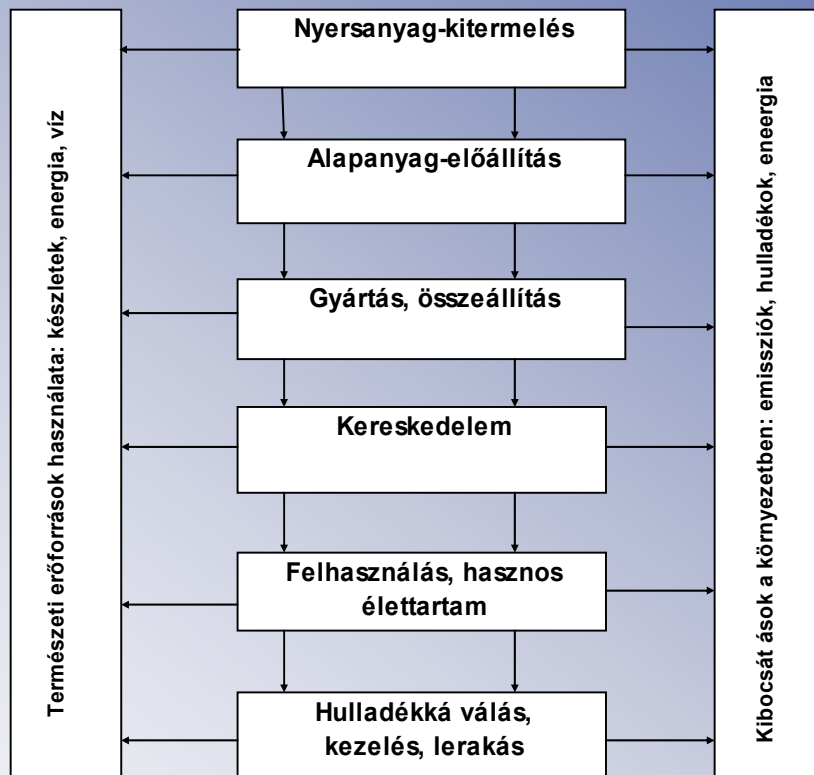 Természeti erőforrások használata: készletek, energia, víz
Nyersanyag-kitermelés
Alapanyag-előállítás
Gyártás, összeállítás
Kereskedelem
Felhasználás, hasznos
élettartam
Hulladékká válás,
kezelés, lerakás
Kibocsát ások a környezetben: emissziók, hulladékok, eneergia